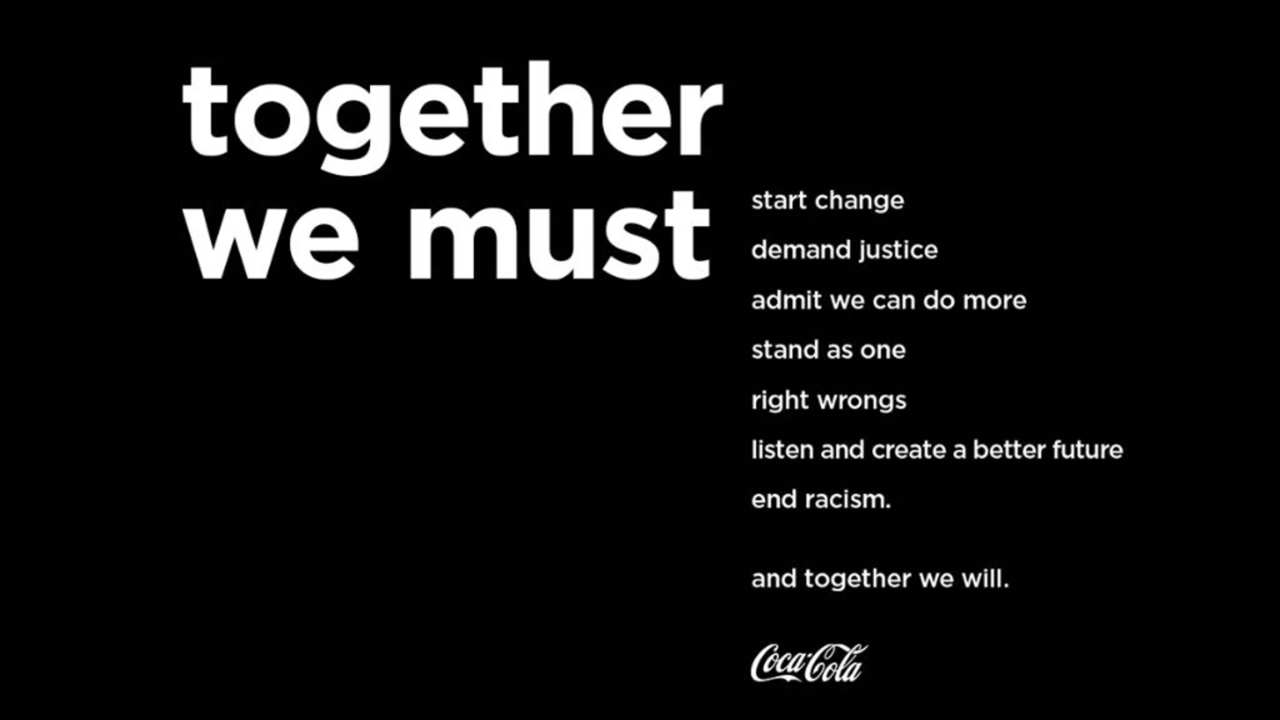 together
we must
start change
demand justice
admit we can do more
stand as one
right wrongs
listen and create a better future
end racism.
and together we will.
Coca-Cola